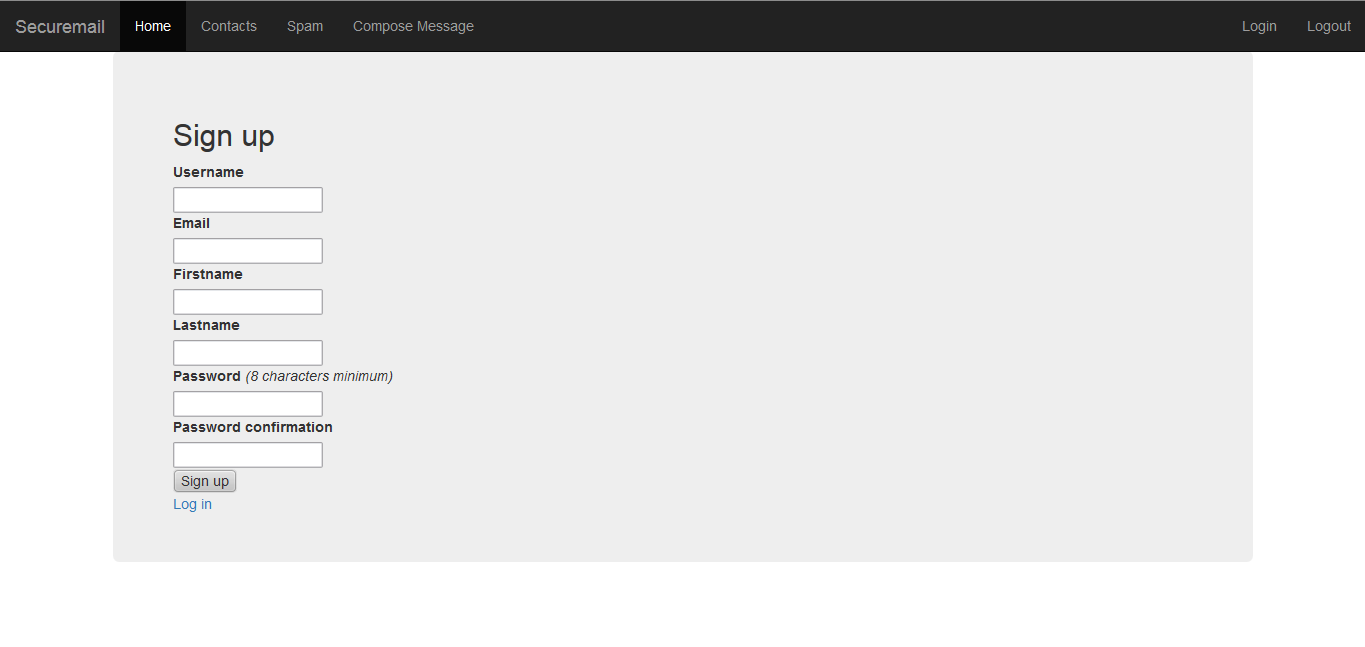 Securemail Home Contacts Spam Compose Message Login Logout
Sign up
Username
Email
Firstname
Lastname
Password (8 characters minimum)
Password confirmation
Sign up
Log in